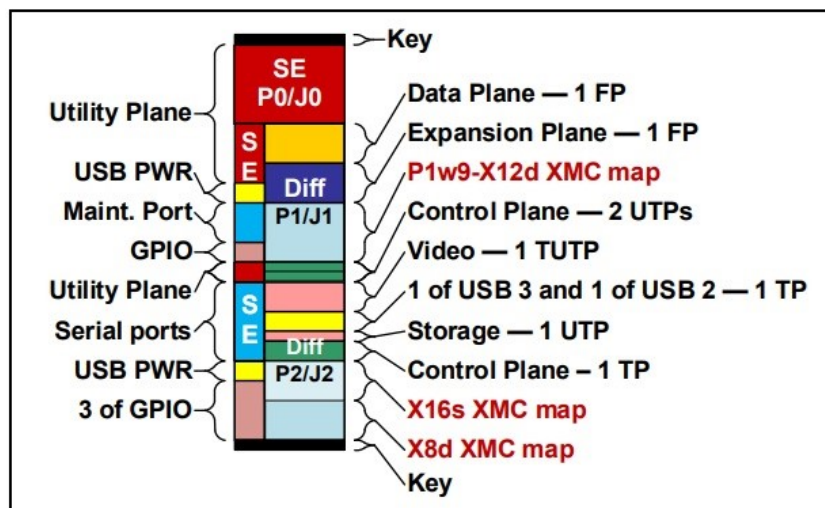 Key
SE
P0/J0
Utility Plane
Data Plane — 1 FP
S
E
Expansion Plane — 1 FP
USB PWR
Diff
P1w9-X12d XMC map
Maint. Port
P1/J1
Control Plane — 2 UTPs
GPIO
Video — 1 TUTP
Utility Plane
1 of USB 3 and 1 of USB 2 — 1 TP
S
E
Serial ports
Storage — 1 UTP
Diff
USB PWR
P2/J2
Control Plane – 1 TP
3 of GPIO
X16s XMC map
X8d XMC map
Key